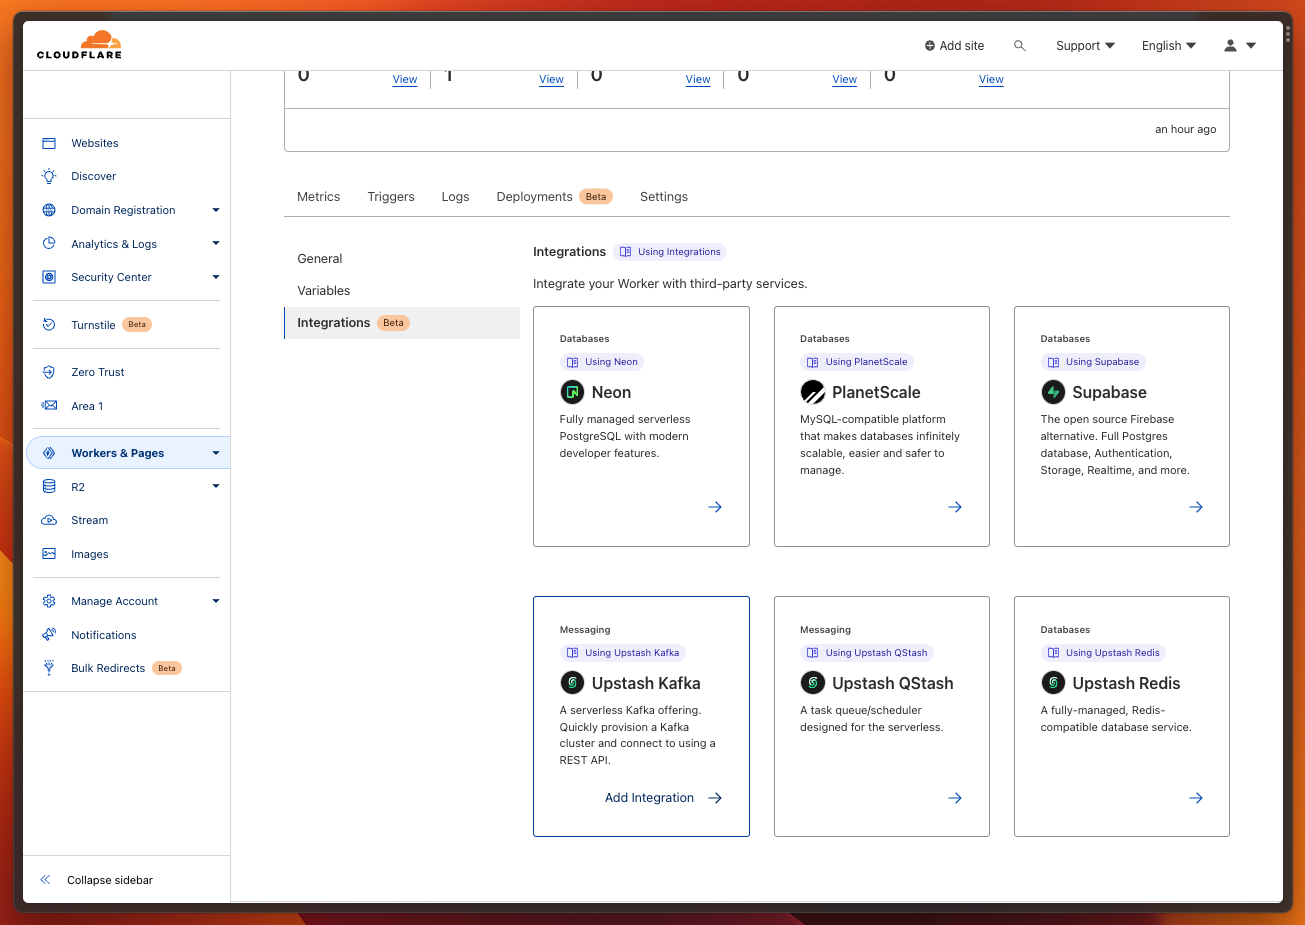 CLOUDFLARE
Add site
Support
English
Websites
Discover
Domain Registration
Analytics & Logs
Security Center
Turnstile Beta
Zero Trust
Area 1
Workers & Pages
R2
Stream
Images
Manage Account
Notifications
Bulk Redirects Beta
Collapse sidebar
0 View 1 View 0 View 0 View 0 View
an hour ago
Metrics Triggers Logs Deployments Beta Settings
General
Variables
Integrations Beta
Integrations Using Integrations
Integrate your Worker with third-party services.
Databases
Using Neon
Neon
Fully managed serverless
PostgreSQL with modern
developer features.
Databases
Using PlanetScale
PlanetScale
MySQL-compatible platform
that makes databases infinitely
scalable, easier and safer to
manage.
Databases
Using Supabase
Supabase
The open source Firebase
alternative. Full Postgres
database, Authentication,
Storage, Realtime, and more.
Messaging
Using Upstash Kafka
Upstash Kafka
A serverless Kafka offering.
Quickly provision a Kafka
cluster and connect to using a
REST API.
Add Integration
Messaging
Using Upstash QStash
Upstash QStash
A task queue/scheduler
designed for the serverless.
Databases
Using Upstash Redis
Upstash Redis
A fully-managed, Redis-
compatible database service.